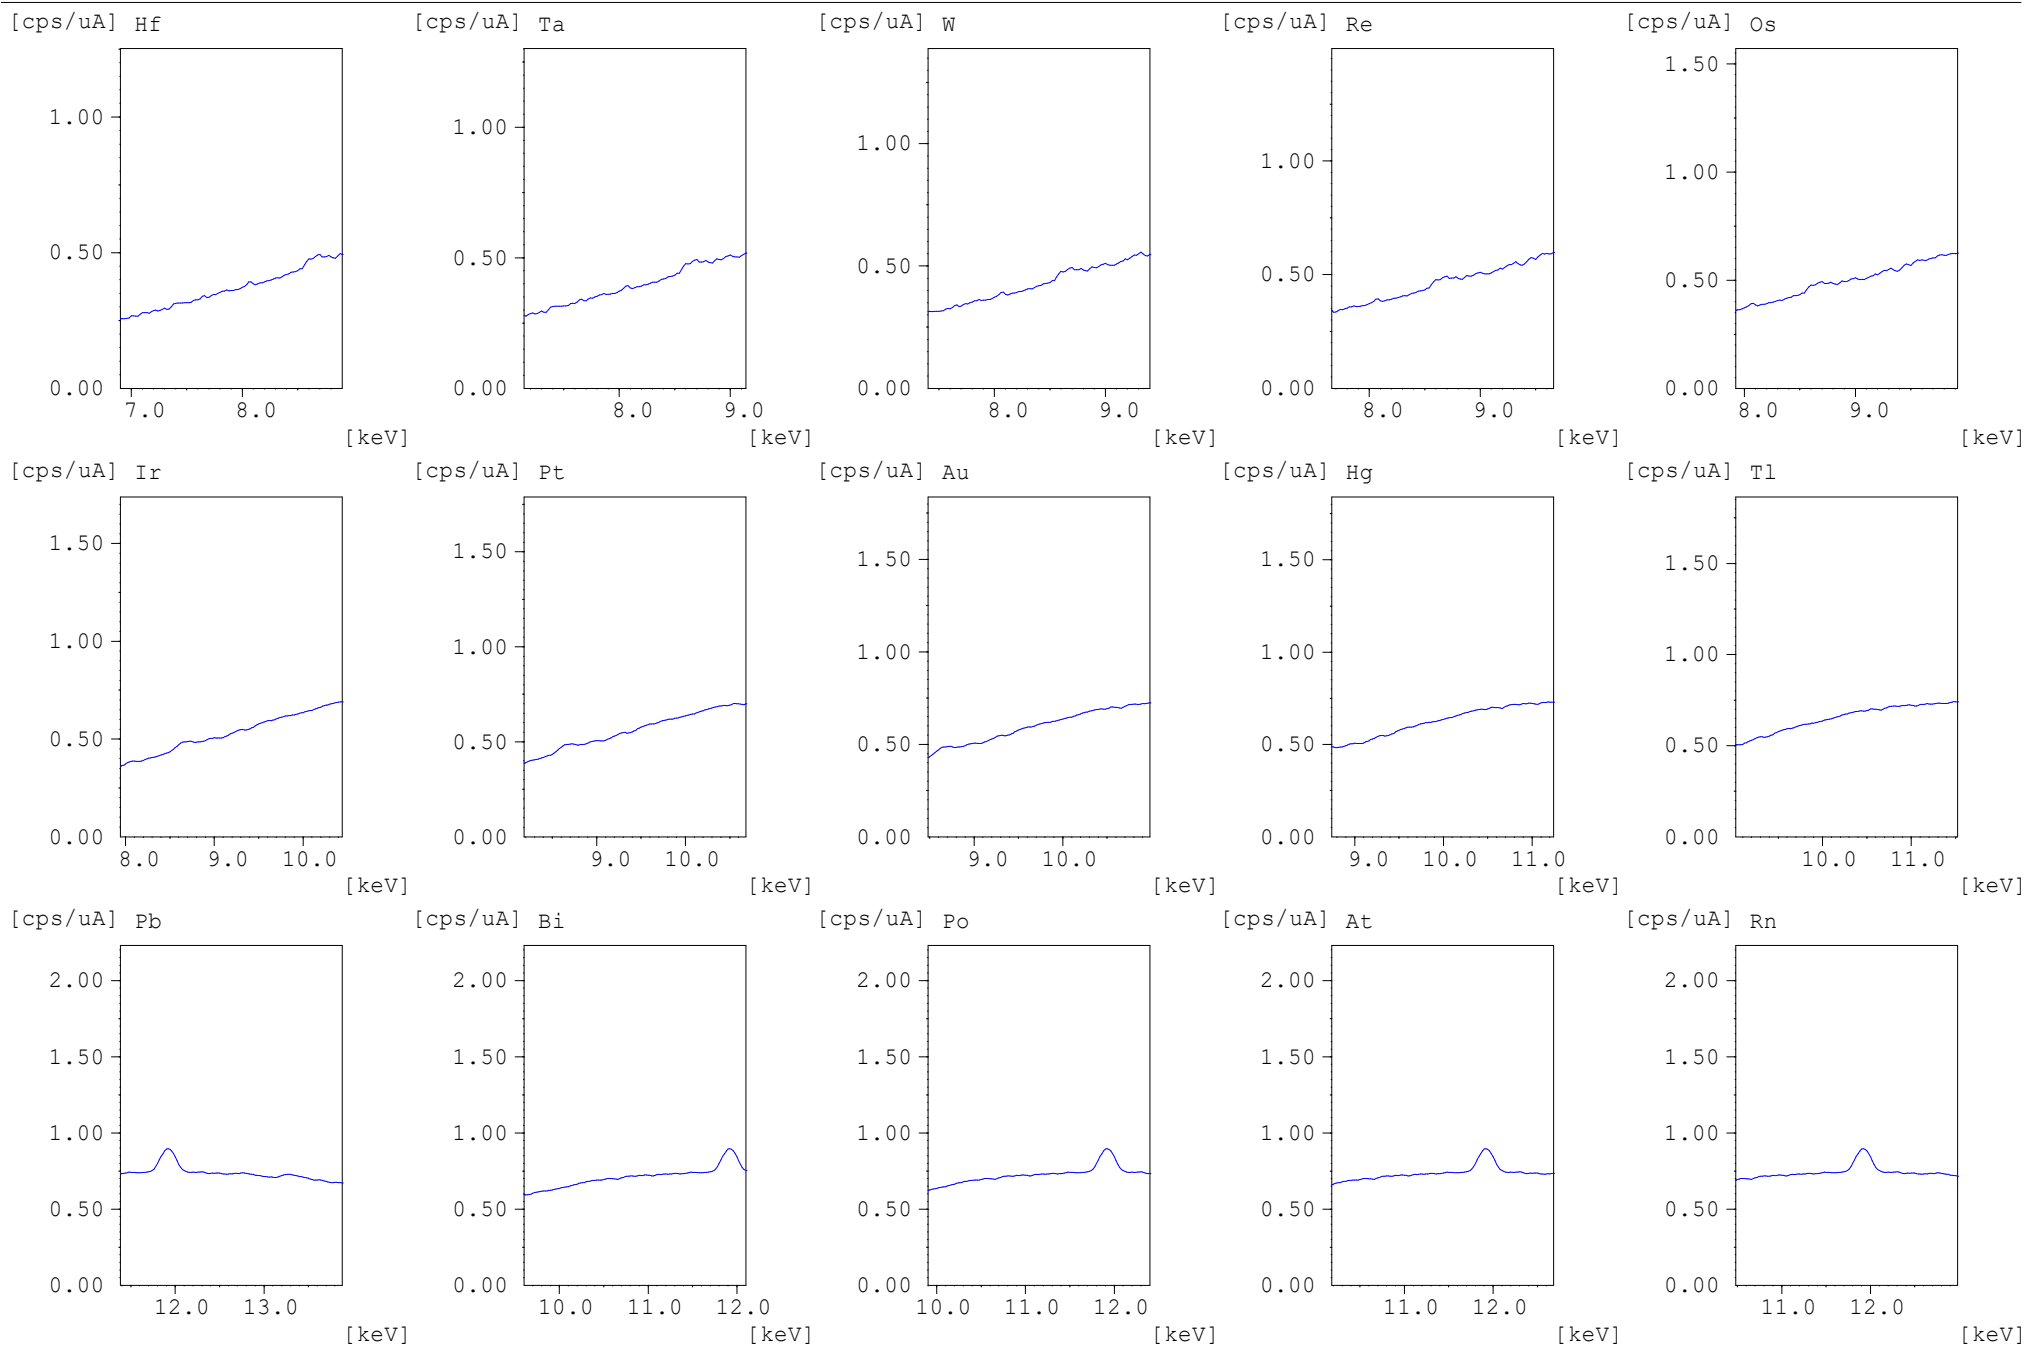 [cps/uA] Hf [cps/uA] Ta [cps/uA] W [cps/uA] Re [cps/uA] Os
1.50
1.00 1.00 1.00 1.00 1.00
0.50 0.50 0.50 0.50 0.50
0.00 0.00 0.00 0.00 0.00
7.0 8.0 8.0 9.0 8.0 9.0 8.0 9.0 8.0 9.0
[keV] [keV] [keV] [keV] [keV]
[cps/uA] Ir [cps/uA] Pt [cps/uA] Au [cps/uA] Hg [cps/uA] Tl
1.50 1.50 1.50 1.50 1.50
1.00 1.00 1.00 1.00 1.00
0.50 0.50 0.50 0.50 0.50
0.00 0.00 0.00 0.00 0.00
8.0 9.0 10.0 9.0 10.0 9.0 10.0 9.0 10.0 11.0 10.0 11.0
[keV] [keV] [keV] [keV] [keV]
[cps/uA] Pb [cps/uA] Bi [cps/uA] Po [cps/uA] At [cps/uA] Rn
2.00 2.00 2.00 2.00 2.00
1.50 1.50 1.50 1.50 1.50
1.00 1.00 1.00 1.00 1.00
0.50 0.50 0.50 0.50 0.50
0.00 0.00 0.00 0.00 0.00
12.0 13.0 10.0 11.0 12.0 10.0 11.0 12.0 11.0 12.0 11.0 12.0
[keV] [keV] [keV] [keV] [keV]